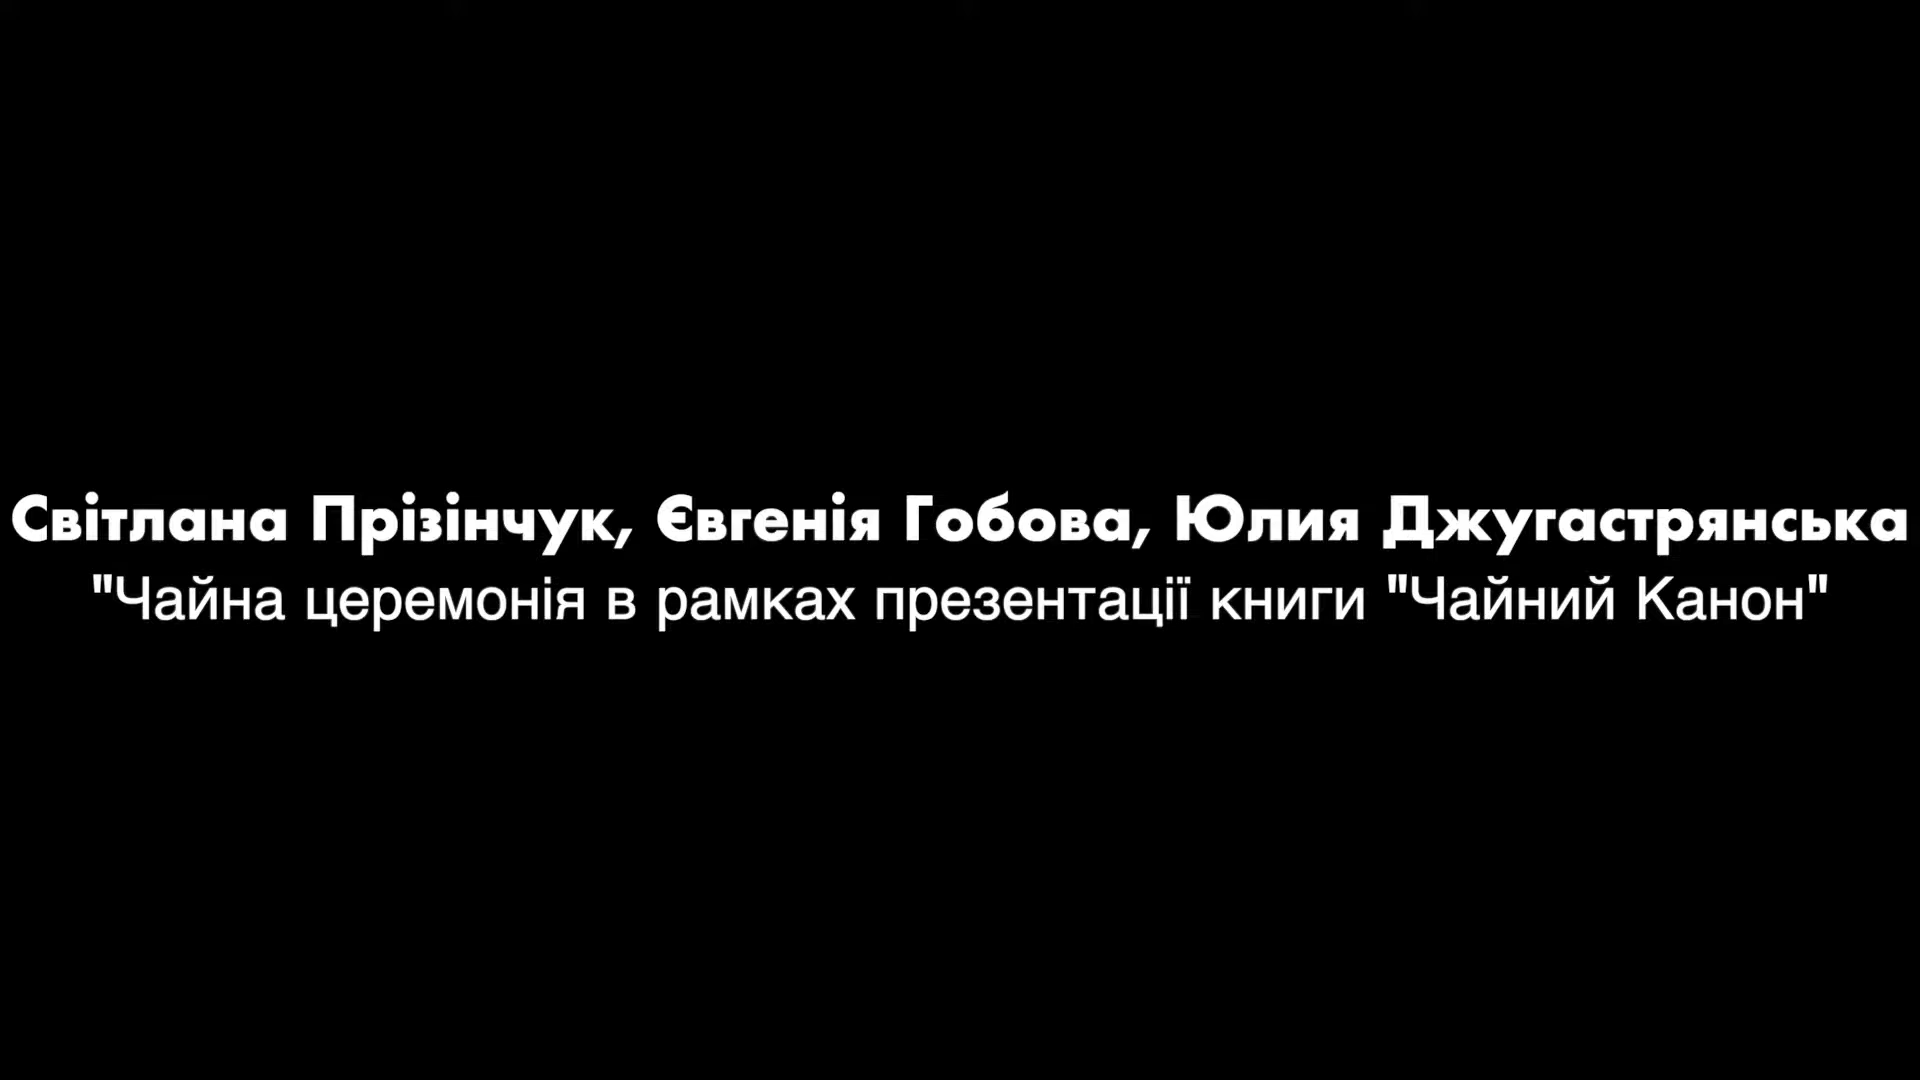 Світлана Прізінчук, Євгенія Гобова, Юлия Джугастрянська
"Чайна церемонія в рамках презентації книги "Чайний Канон"